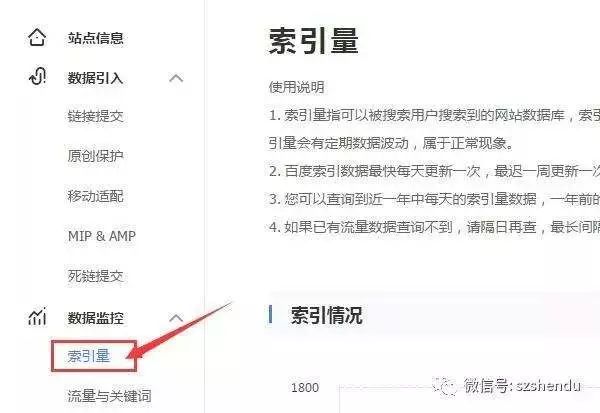 站点信息
数据引入
链接提交
原创保护
移动适配
MIP & AMP
死链提交
数据监控
索引量
流量与关键词
索引量
使用说明
1. 索引量指可以被搜索用户搜索到的网站数据库，索引
引量会有定期数据波动，属于正常现象。
2. 百度索引数据最快每天更新一次，最迟一周更新一次
3. 您可以查询到近一年中每天的索引量数据，一年前的
4. 如果已有流量数据查询不到，请隔日再查，最长间隔
索引情况
1800
微信号: szshendu